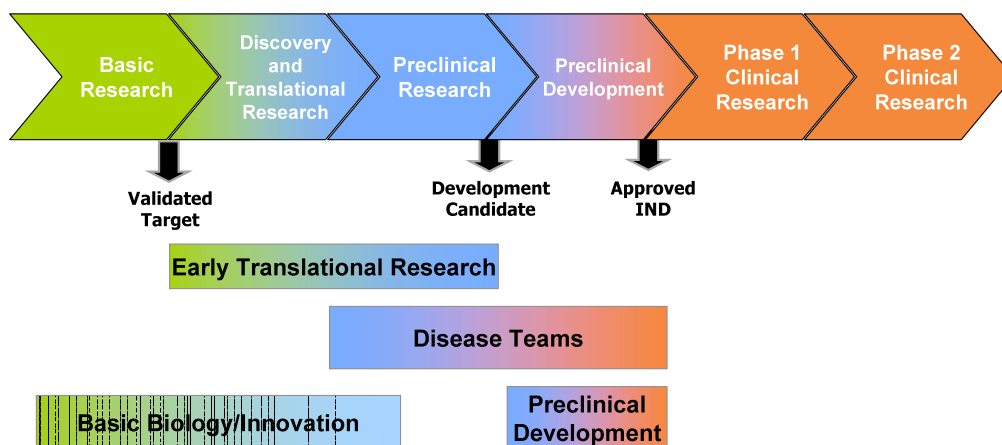 Basic
Research
Discovery
and
Translational
Research
Preclinical
Research
Preclinical
Development
Phase 1
Clinical
Research
Phase 2
Clinical
Research
Validated
Target
Development
Candidate
Approved
IND
Early Translational Research
Disease Teams
Basic Biology/Innovation
Preclinical
Development